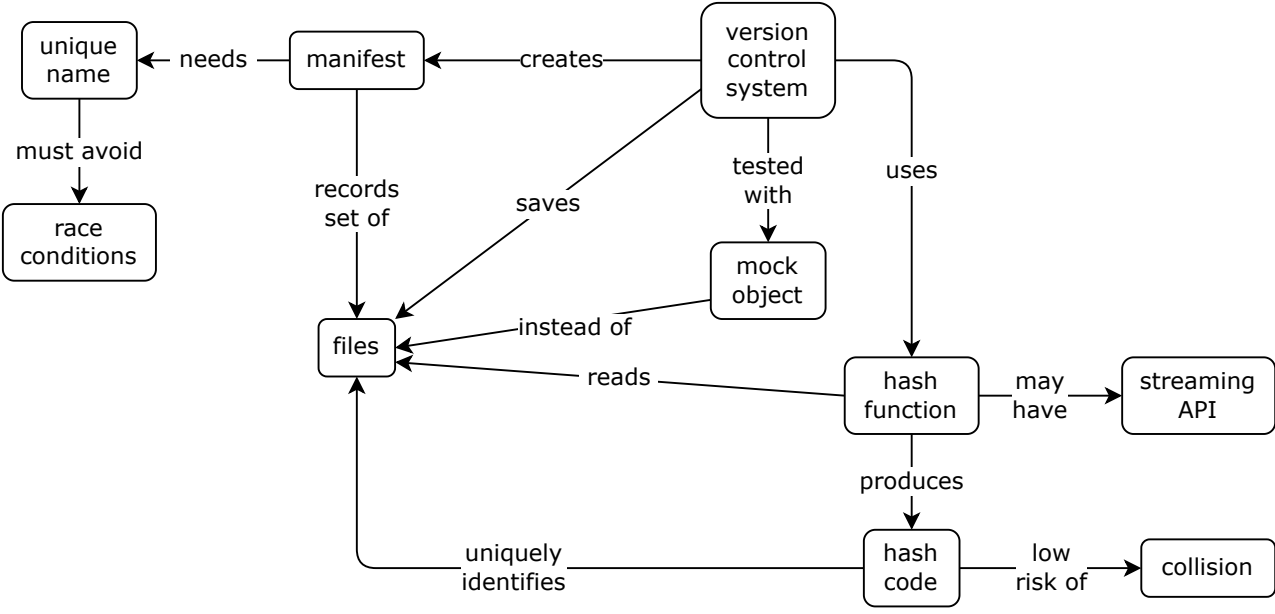 unique
name
needs
manifest
creates
version
control
system
must avoid
race
conditions
records
set of
saves
tested
with
uses
mock
object
files
instead of
reads
hash
function
may
have
streaming
API
produces
uniquely
identifies
hash
code
low
risk of
collision